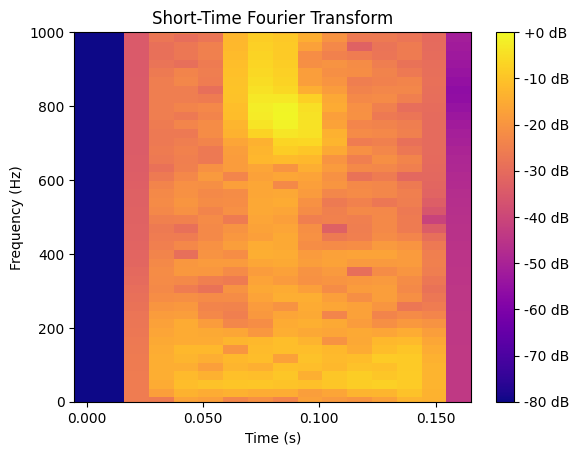 Short-Time Fourier Transform
1000
800
600
400
200
0
Frequency (Hz)
0.000
0.050
0.100
0.150
Time (s)
+0 dB
-10 dB
-20 dB
-30 dB
-40 dB
-50 dB
-60 dB
-70 dB
-80 dB